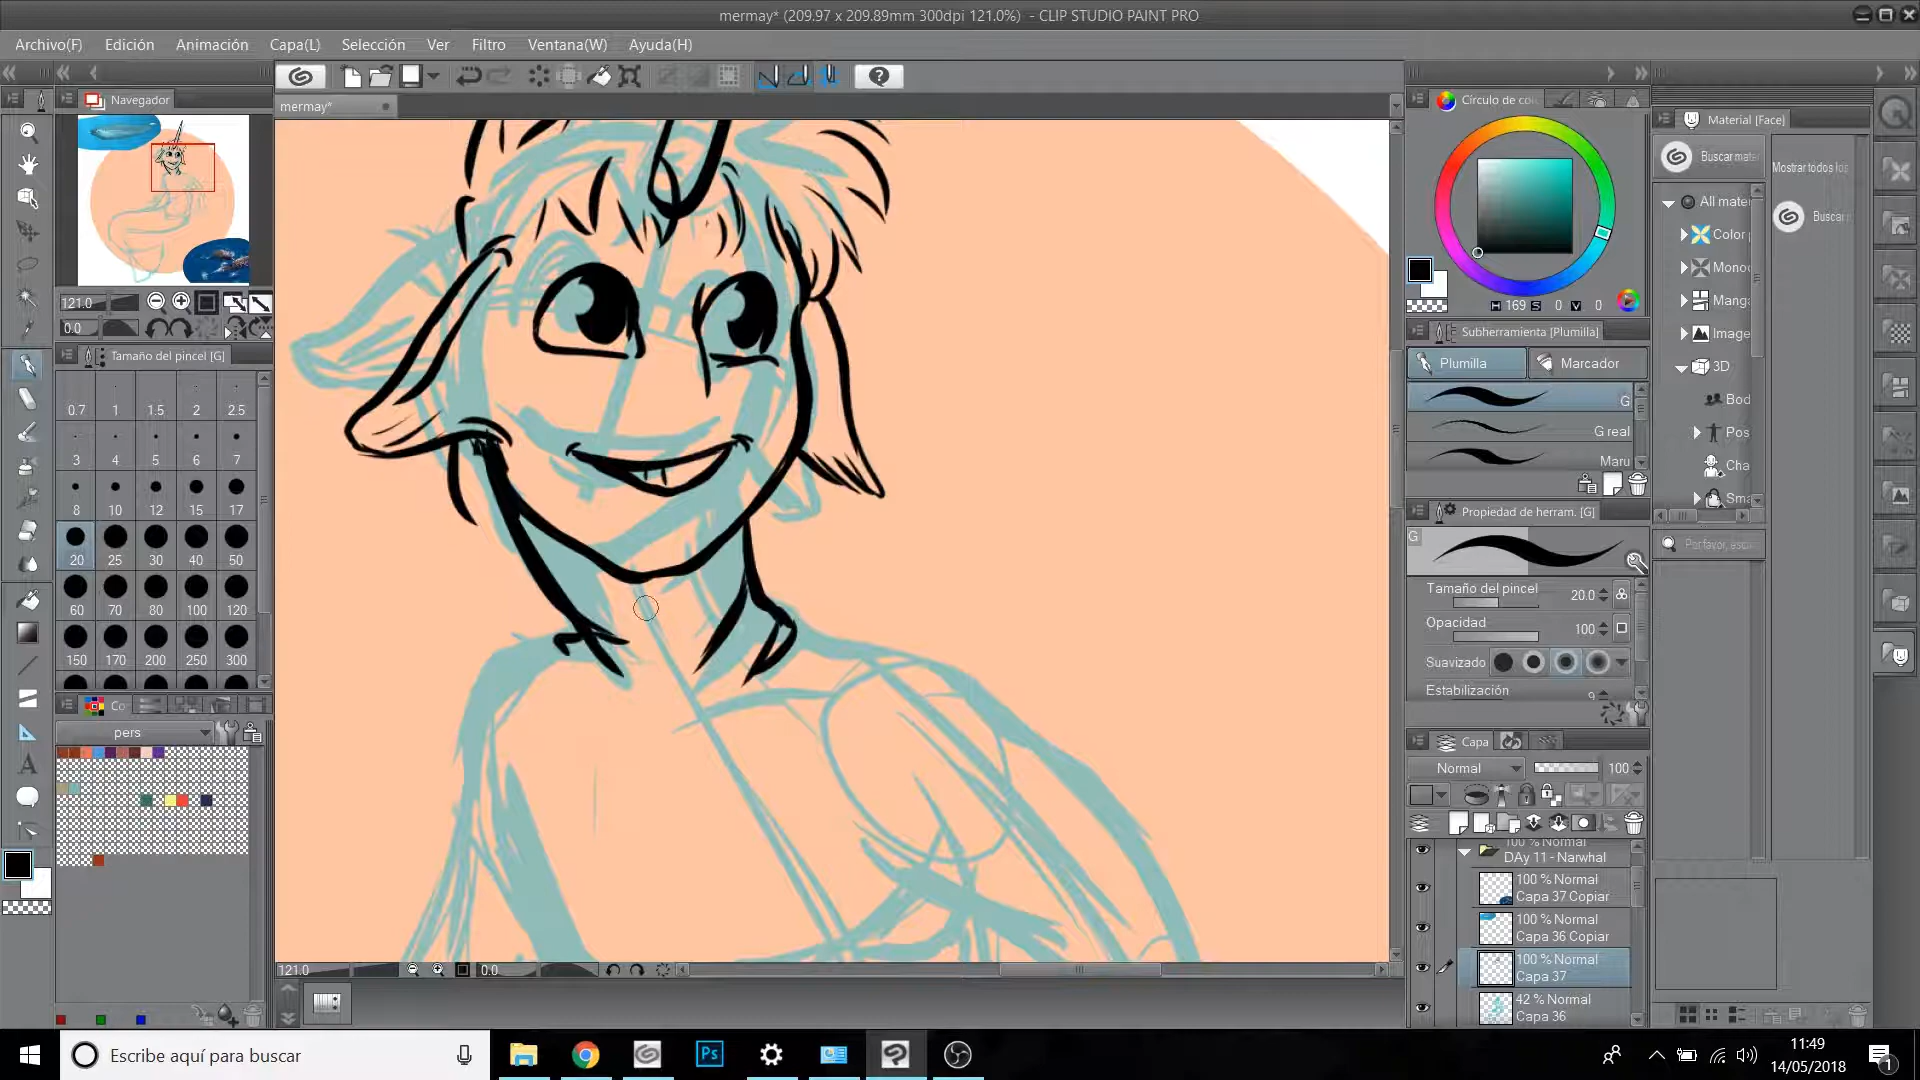 mermay* (209.97 x 209.89mm 300dpi 121.0%) - CLIP STUDIO PAINT PRO
Archivo(F) Edición Animación Capa(L) Selección Ver Filtro Ventana(W) Ayuda(H)
Navegador
mermay*
121.0
0.0
Tamaño del pincel [G]
0.7 1 1.5 2 2.5
3 4 5 6 7
8 10 12 15 17
20 25 30 40 50
60 70 80 100 120
150 170 200 250 300
Co
pers
121.0 0.0
Círculo de co
H 169 S 0 V 0
Subherramienta [Plumilla]
Plumilla Marcador
G
G real
Maru
Propiedad de herram. [G]
G
Tamaño del pincel 20.0
Opacidad 100
Suavizado
Estabilización 9
Capa
Normal 100
100 % Normal
DAy 11 - Narwhal
100 % Normal
Capa 37 Copiar
100 % Normal
Capa 36 Copiar
100 % Normal
Capa 37
42 % Normal
Capa 36
Material [Face]
Buscar mate
Mostrar todos los
Buscar
All mate
Color
Mono
Mang
Image
3D
Bod
Pos
Cha
Sma
Por favor, escri
Escribe aquí para buscar
Ps
11:49
14/05/2018
1